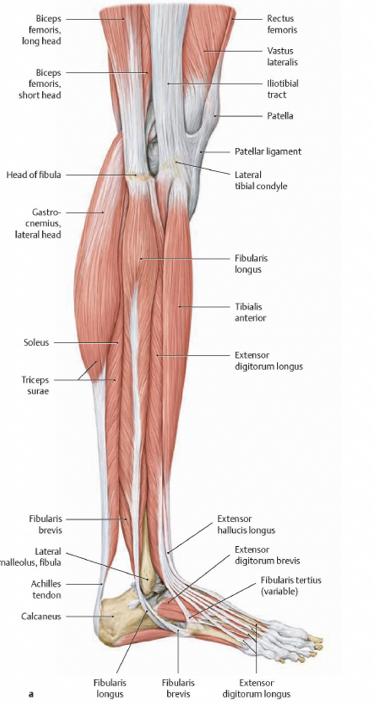 Biceps
femoris,
long head
Biceps
femoris,
short head
Head of fibula
Gastro-
cnemius,
lateral head
Soleus
Triceps
surae
Fibularis
brevis
Lateral
malleolus, fibula
Achilles
tendon
Calcaneus
Rectus
femoris
Vastus
lateralis
Iliotibial
tract
Patella
Patellar ligament
Lateral
tibial condyle
Fibularis
longus
Tibialis
anterior
Extensor
digitorum longus
Extensor
hallucis longus
Extensor
digitorum brevis
Fibularis tertius
(variable)
Fibularis
longus
Fibularis
brevis
Extensor
digitorum longus
a